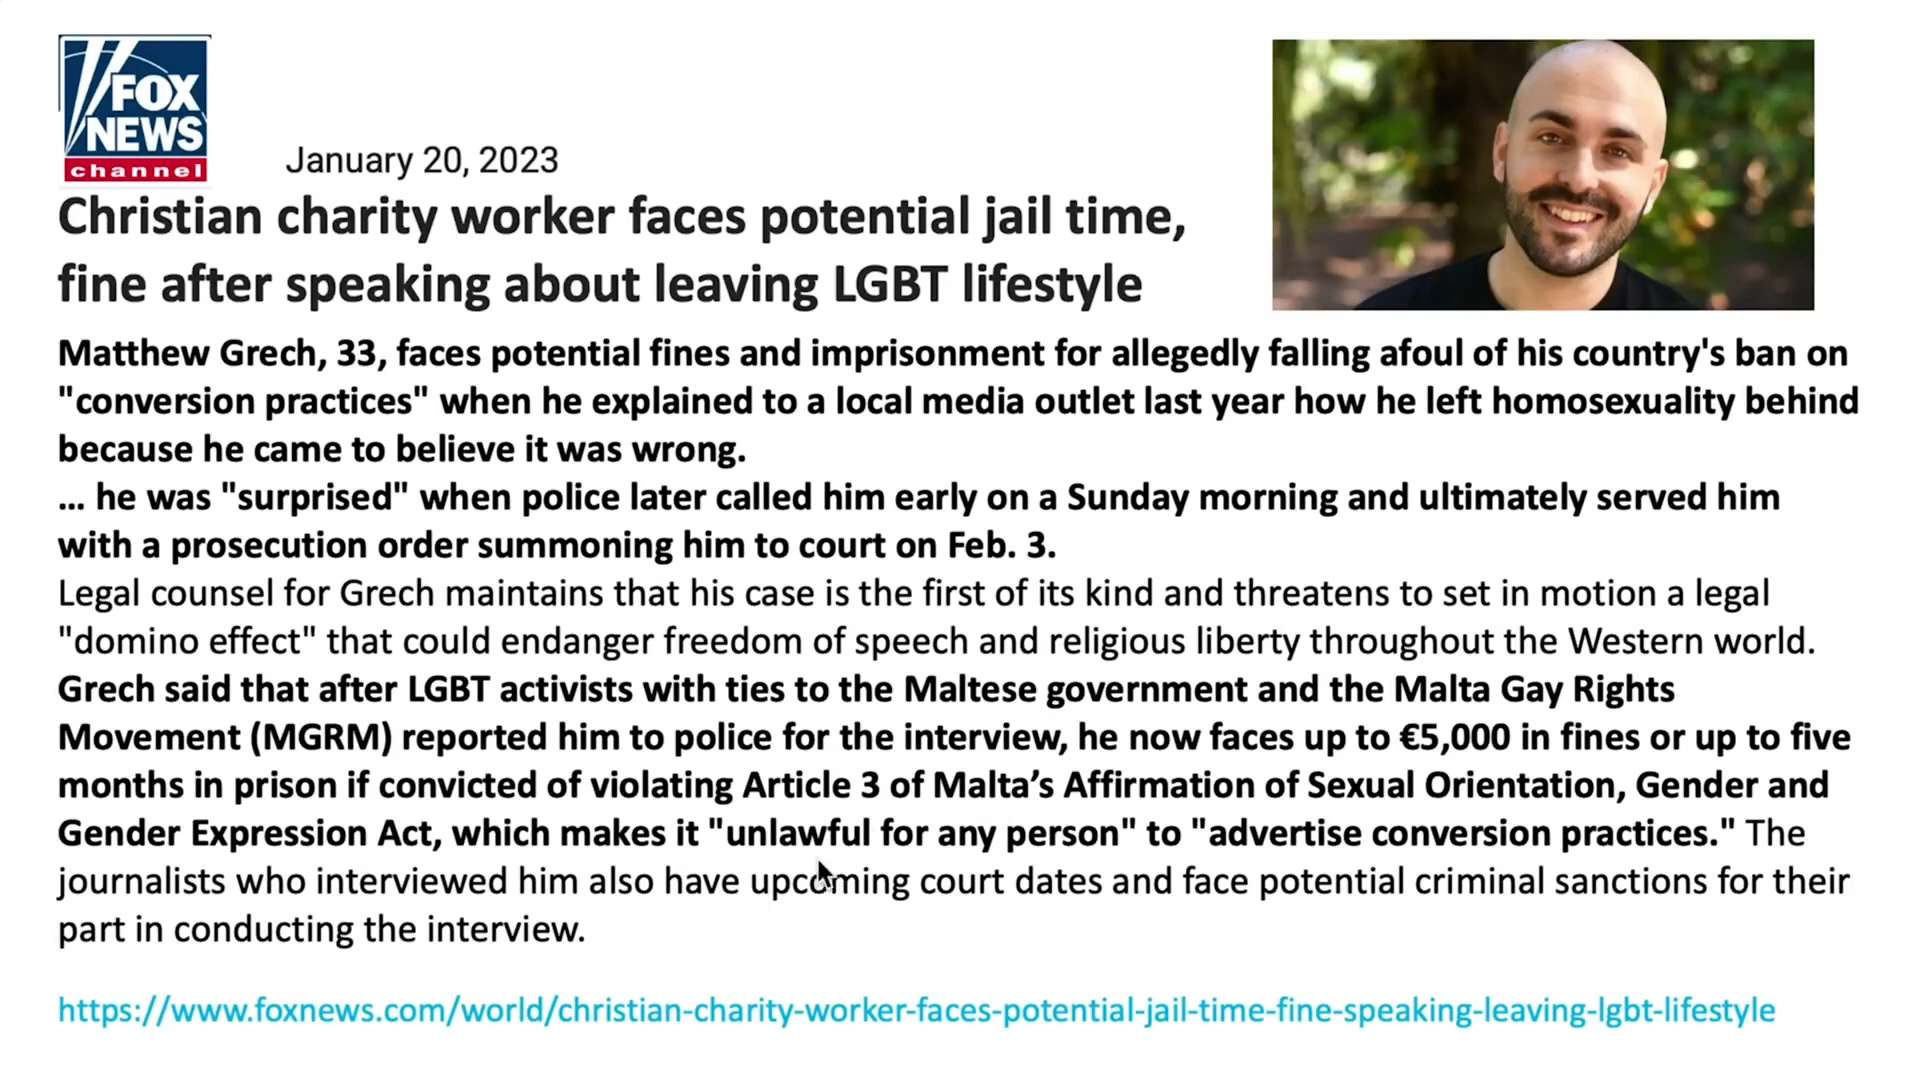 FOX
NEWS
channel
January 20, 2023
Christian charity worker faces potential jail time,
fine after speaking about leaving LGBT lifestyle
Matthew Grech, 33, faces potential fines and imprisonment for allegedly falling afoul of his country's ban on
"conversion practices" when he explained to a local media outlet last year how he left homosexuality behind
because he came to believe it was wrong.
... he was "surprised" when police later called him early on a Sunday morning and ultimately served him
with a prosecution order summoning him to court on Feb. 3.
Legal counsel for Grech maintains that his case is the first of its kind and threatens to set in motion a legal
"domino effect" that could endanger freedom of speech and religious liberty throughout the Western world.
Grech said that after LGBT activists with ties to the Maltese government and the Malta Gay Rights
Movement (MGRM) reported him to police for the interview, he now faces up to €5,000 in fines or up to five
months in prison if convicted of violating Article 3 of Malta’s Affirmation of Sexual Orientation, Gender and
Gender Expression Act, which makes it "unlawful for any person" to "advertise conversion practices." The
journalists who interviewed him also have upcoming court dates and face potential criminal sanctions for their
part in conducting the interview.
https://www.foxnews.com/world/christian-charity-worker-faces-potential-jail-time-fine-speaking-leaving-lgbt-lifestyle